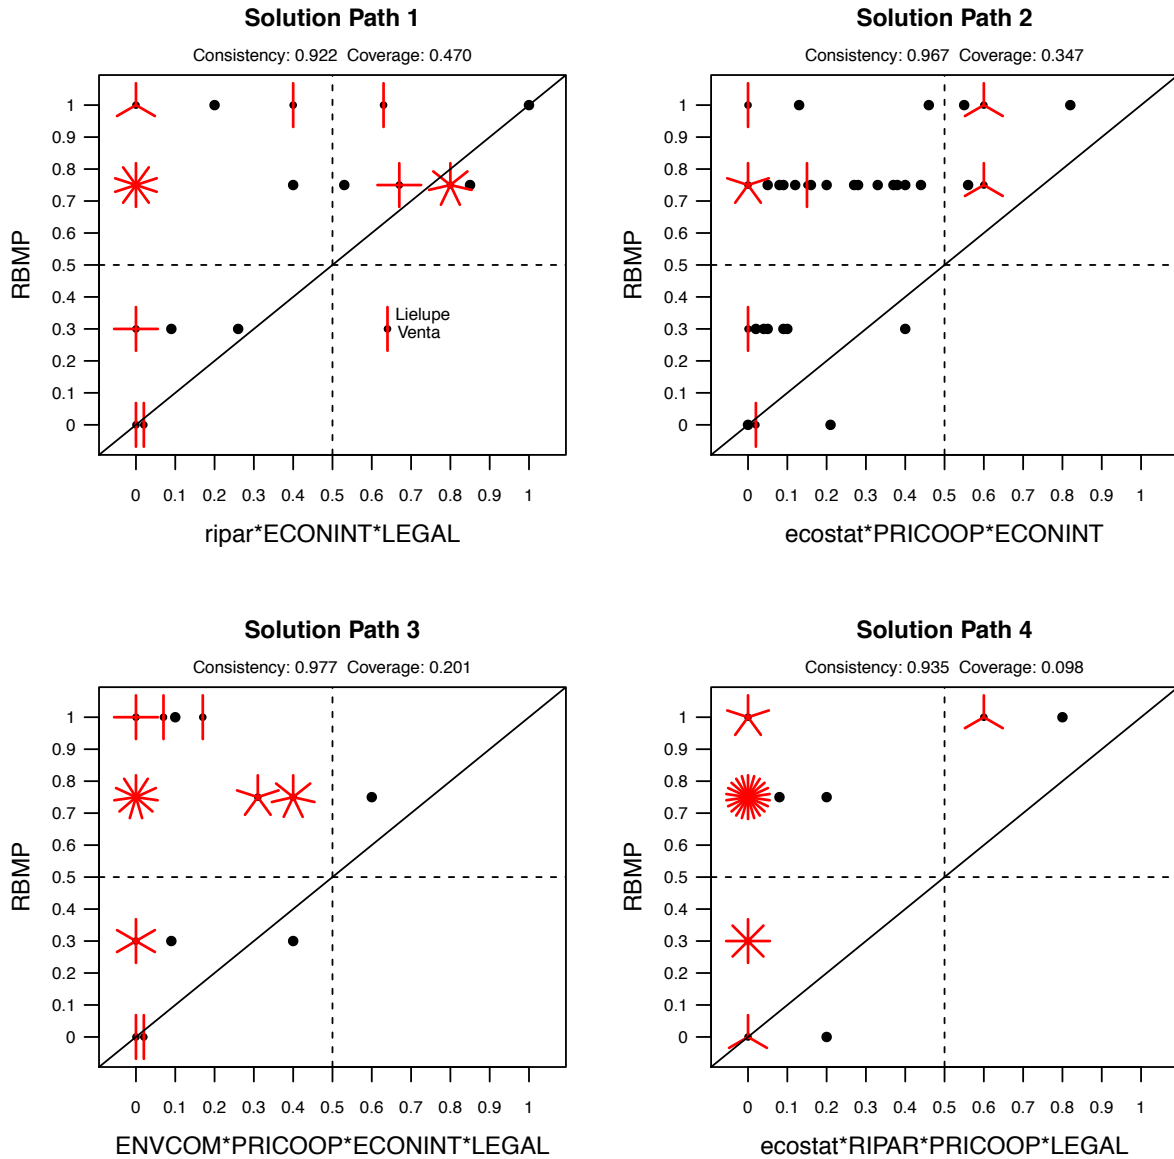 Solution Path 1
Consistency: 0.922 Coverage: 0.470
RBMP
1
0.9
0.8
0.7
0.6
0.5
0.4
0.3
0.2
0.1
0
Lielupe
Venta
0 0.1 0.2 0.3 0.4 0.5 0.6 0.7 0.8 0.9 1
ripar*ECONINT*LEGAL
Solution Path 2
Consistency: 0.967 Coverage: 0.347
RBMP
1
0.9
0.8
0.7
0.6
0.5
0.4
0.3
0.2
0.1
0
0 0.1 0.2 0.3 0.4 0.5 0.6 0.7 0.8 0.9 1
ecostat*PRICOOP*ECONINT
Solution Path 3
Consistency: 0.977 Coverage: 0.201
RBMP
1
0.9
0.8
0.7
0.6
0.5
0.4
0.3
0.2
0.1
0
0 0.1 0.2 0.3 0.4 0.5 0.6 0.7 0.8 0.9 1
ENVCOM*PRICOOP*ECONINT*LEGAL
Solution Path 4
Consistency: 0.935 Coverage: 0.098
RBMP
1
0.9
0.8
0.7
0.6
0.5
0.4
0.3
0.2
0.1
0
0 0.1 0.2 0.3 0.4 0.5 0.6 0.7 0.8 0.9 1
ecostat*RIPAR*PRICOOP*LEGAL